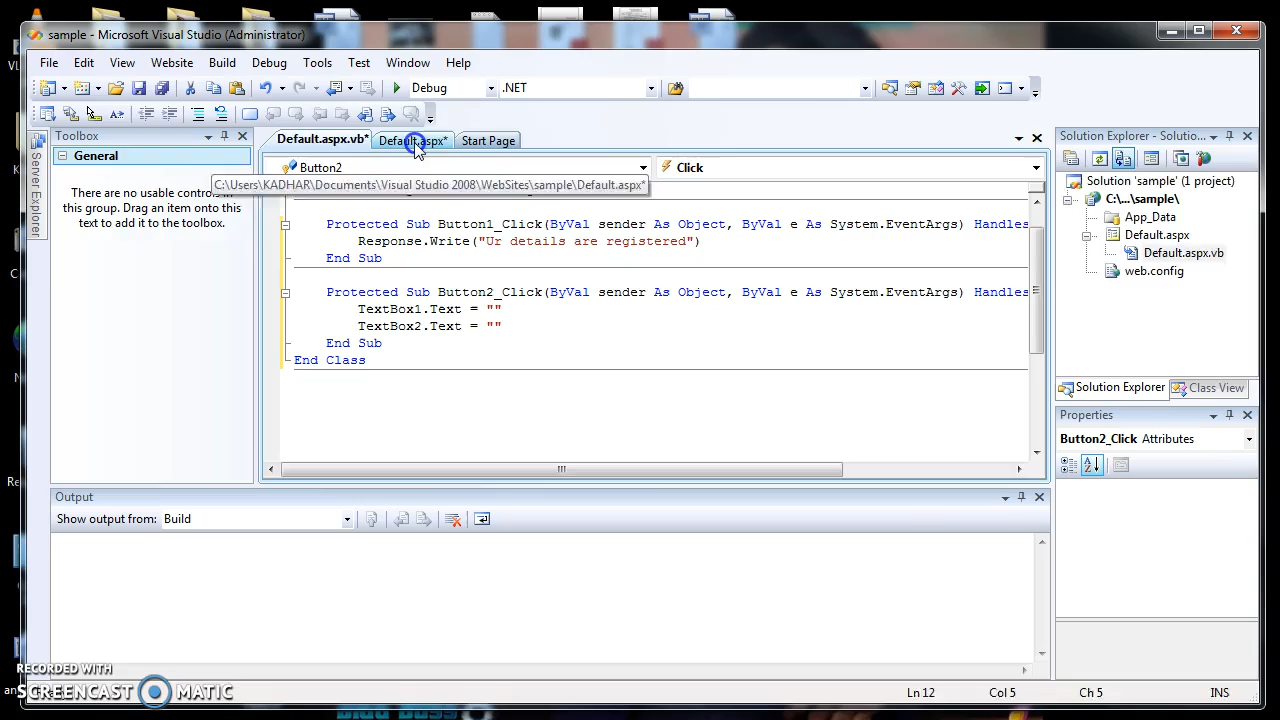 sample - Microsoft Visual Studio (Administrator)
File Edit View Website Build Debug Tools Test Window Help
Debug .NET
Toolbox
Default.aspx.vb* Default.aspx* Start Page
Solution Explorer - Solutio...
General
Button2 Click
Solution 'sample' (1 project)
C:\Users\KADHAR\Documents\Visual Studio 2008\WebSites\sample\Default.aspx*
There are no usable controls in
this group. Drag an item onto this
text to add it to the toolbox.
Server Explorer
C:\...\sample\
App_Data
Default.aspx
Default.aspx.vb
web.config
Protected Sub Button1_Click(ByVal sender As Object, ByVal e As System.EventArgs) Handles
Response.Write("Ur details are registered")
End Sub
Protected Sub Button2_Click(ByVal sender As Object, ByVal e As System.EventArgs) Handles
TextBox1.Text = ""
TextBox2.Text = ""
End Sub
End Class
Solution Explorer Class View
Properties
Button2_Click Attributes
Output
Show output from: Build
RECORDED WITH
SCREENCAST MATIC
Ln 12 Col 5 Ch 5 INS